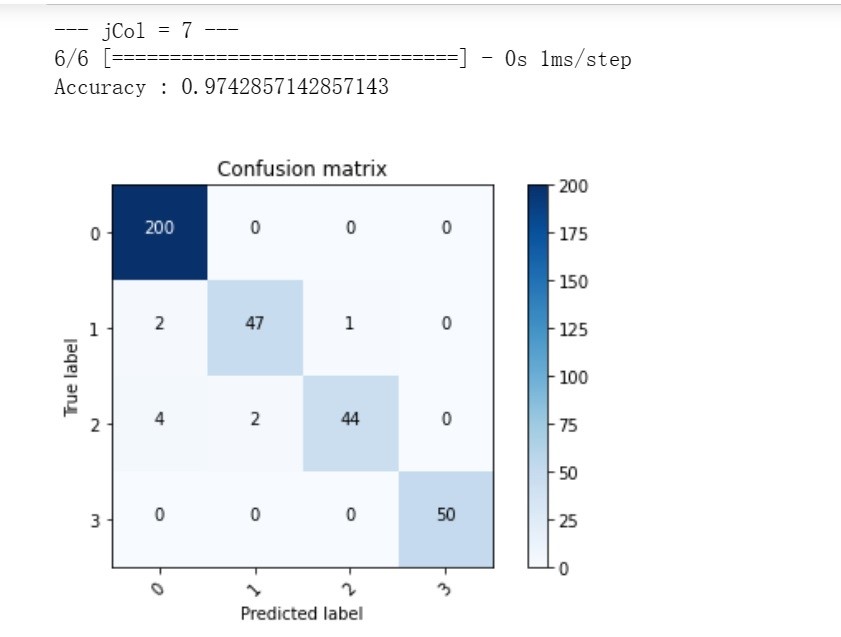 --- jCol = 7 ---
6/6 [==============================] - 0s 1ms/step
Accuracy : 0.9742857142857143
Confusion matrix
200 0 0 0
2 47 1 0
4 2 44 0
0 0 0 50
0
1
2
3
True label
0 1 2 3
Predicted label
200
175
150
125
100
75
50
25
0